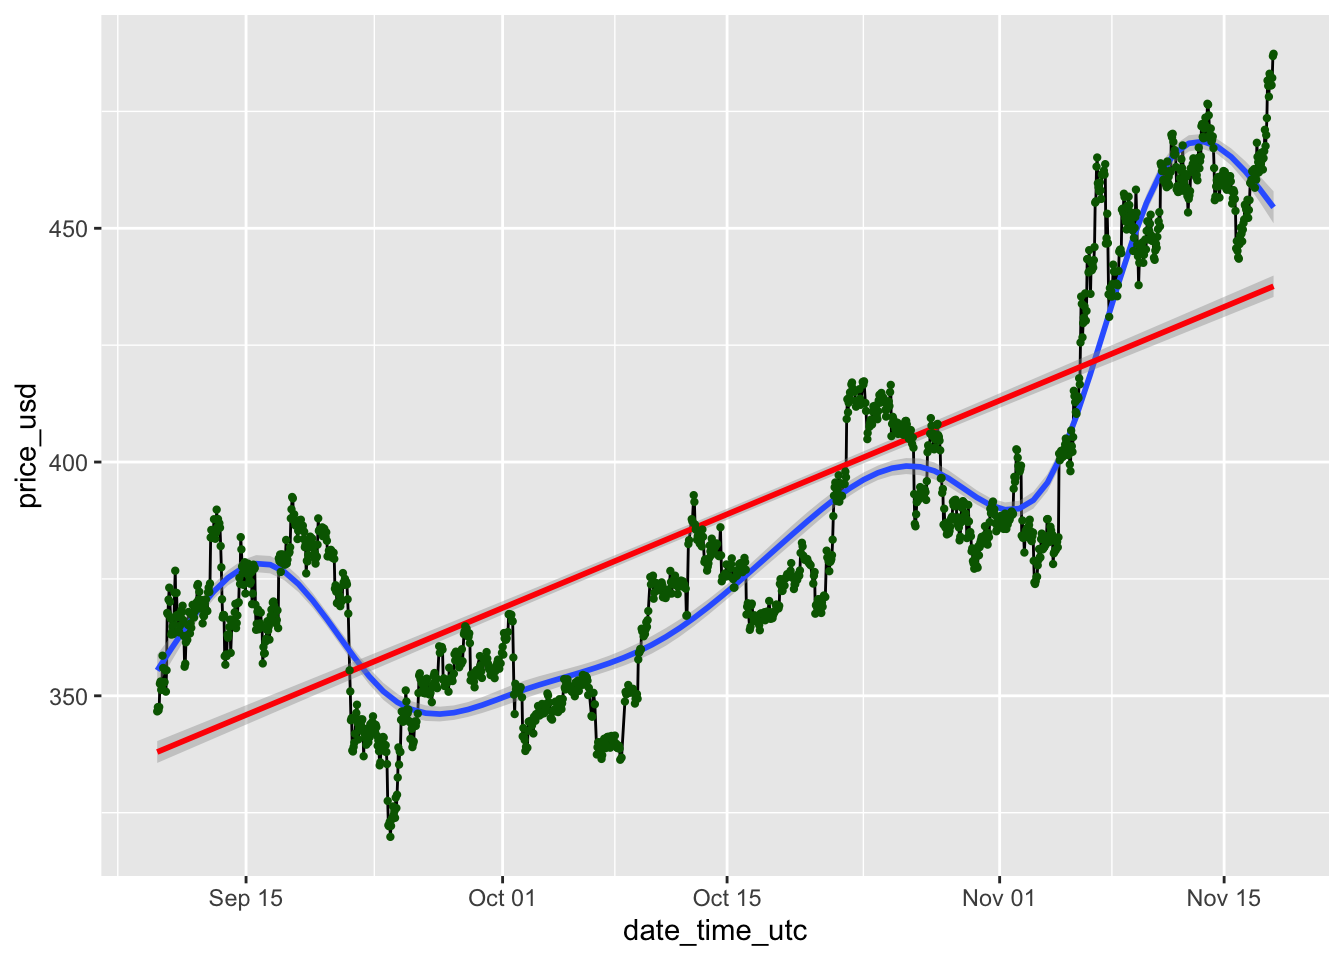 price_usd
450
400
350
Sep 15
Oct 01
Oct 15
Nov 01
Nov 15
date_time_utc